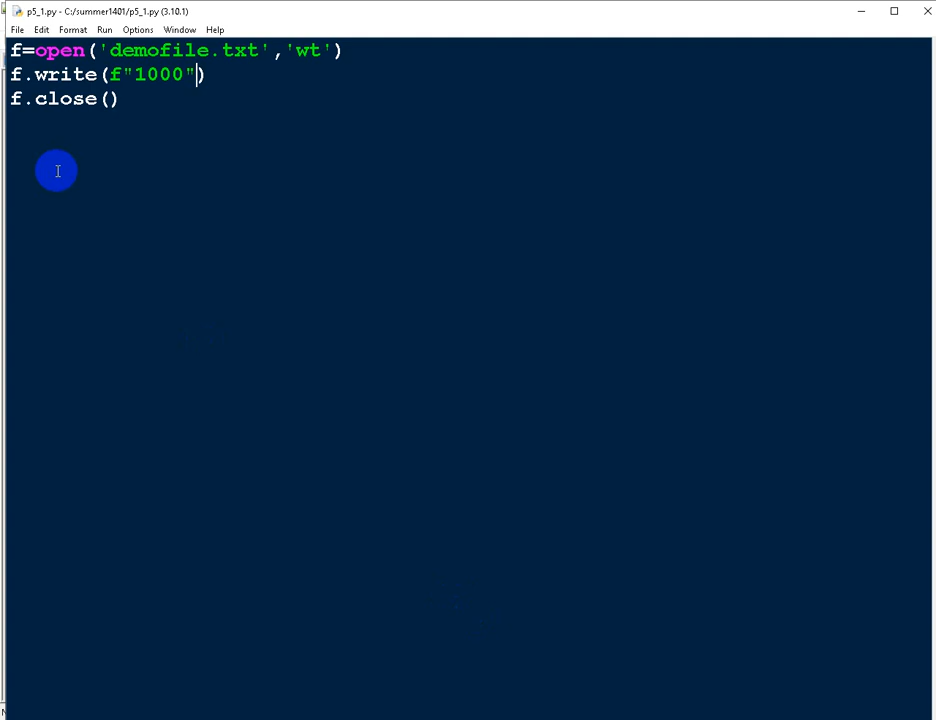 p5_1.py - C:/summer1401/p5_1.py (3.10.1)
File Edit Format Run Options Window Help
f=open('demofile.txt','wt')
f.write(f"1000")
f.close()